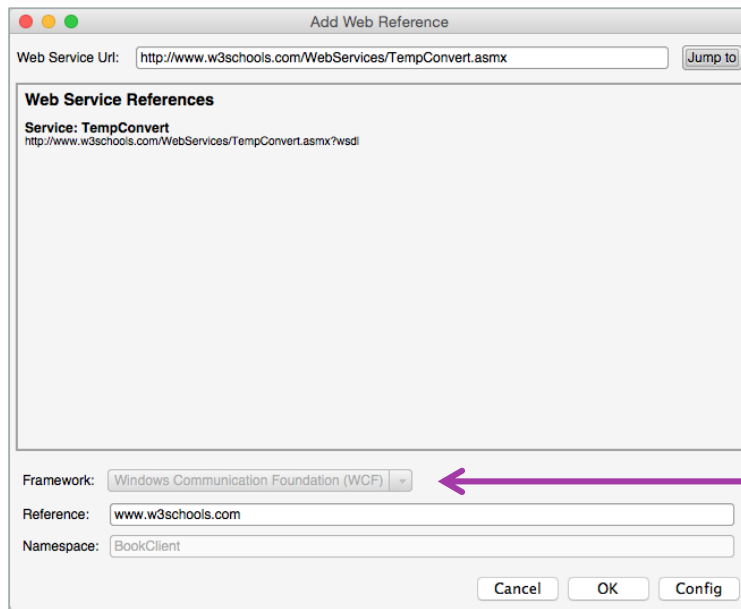 Add Web Reference
Web Service Url: http://www.w3schools.com/WebServices/TempConvert.asmx Jump to
Web Service References
Service: TempConvert
http://www.w3schools.com/WebServices/TempConvert.asmx?wsdl
Framework: Windows Communication Foundation (WCF)
Reference: www.w3schools.com
Namespace: BookClient
Cancel OK Config